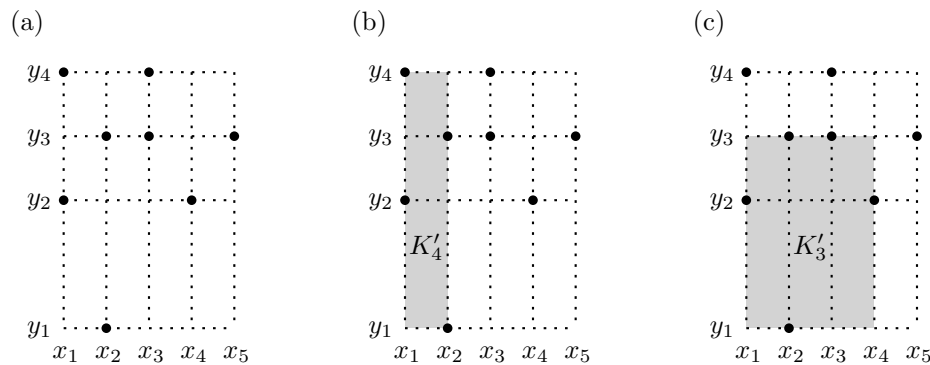 (a) (b) (c)
y₄ y₄ y₄
y₃ y₃ y₃
y₂ y₂ y₂
K′₄ K′₃
y₁ y₁ y₁
x₁ x₂ x₃ x₄ x₅ x₁ x₂ x₃ x₄ x₅ x₁ x₂ x₃ x₄ x₅